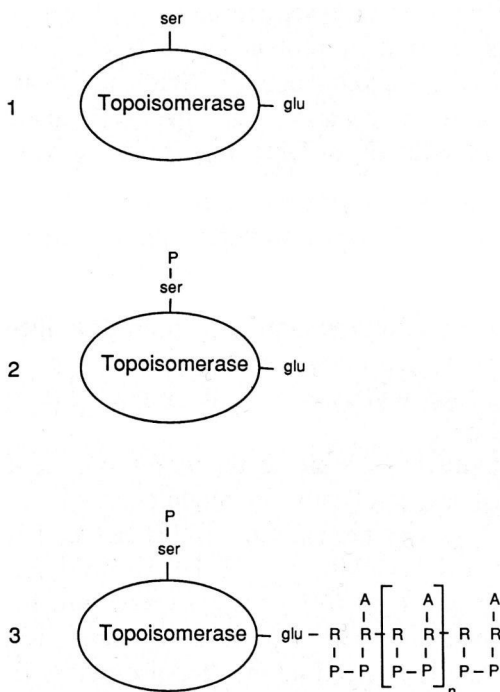 ser
1 Topoisomerase glu
P
ser
2 Topoisomerase glu
P
ser
A A A
3 Topoisomerase glu – R R R R R R
P–P P–P P–P
n